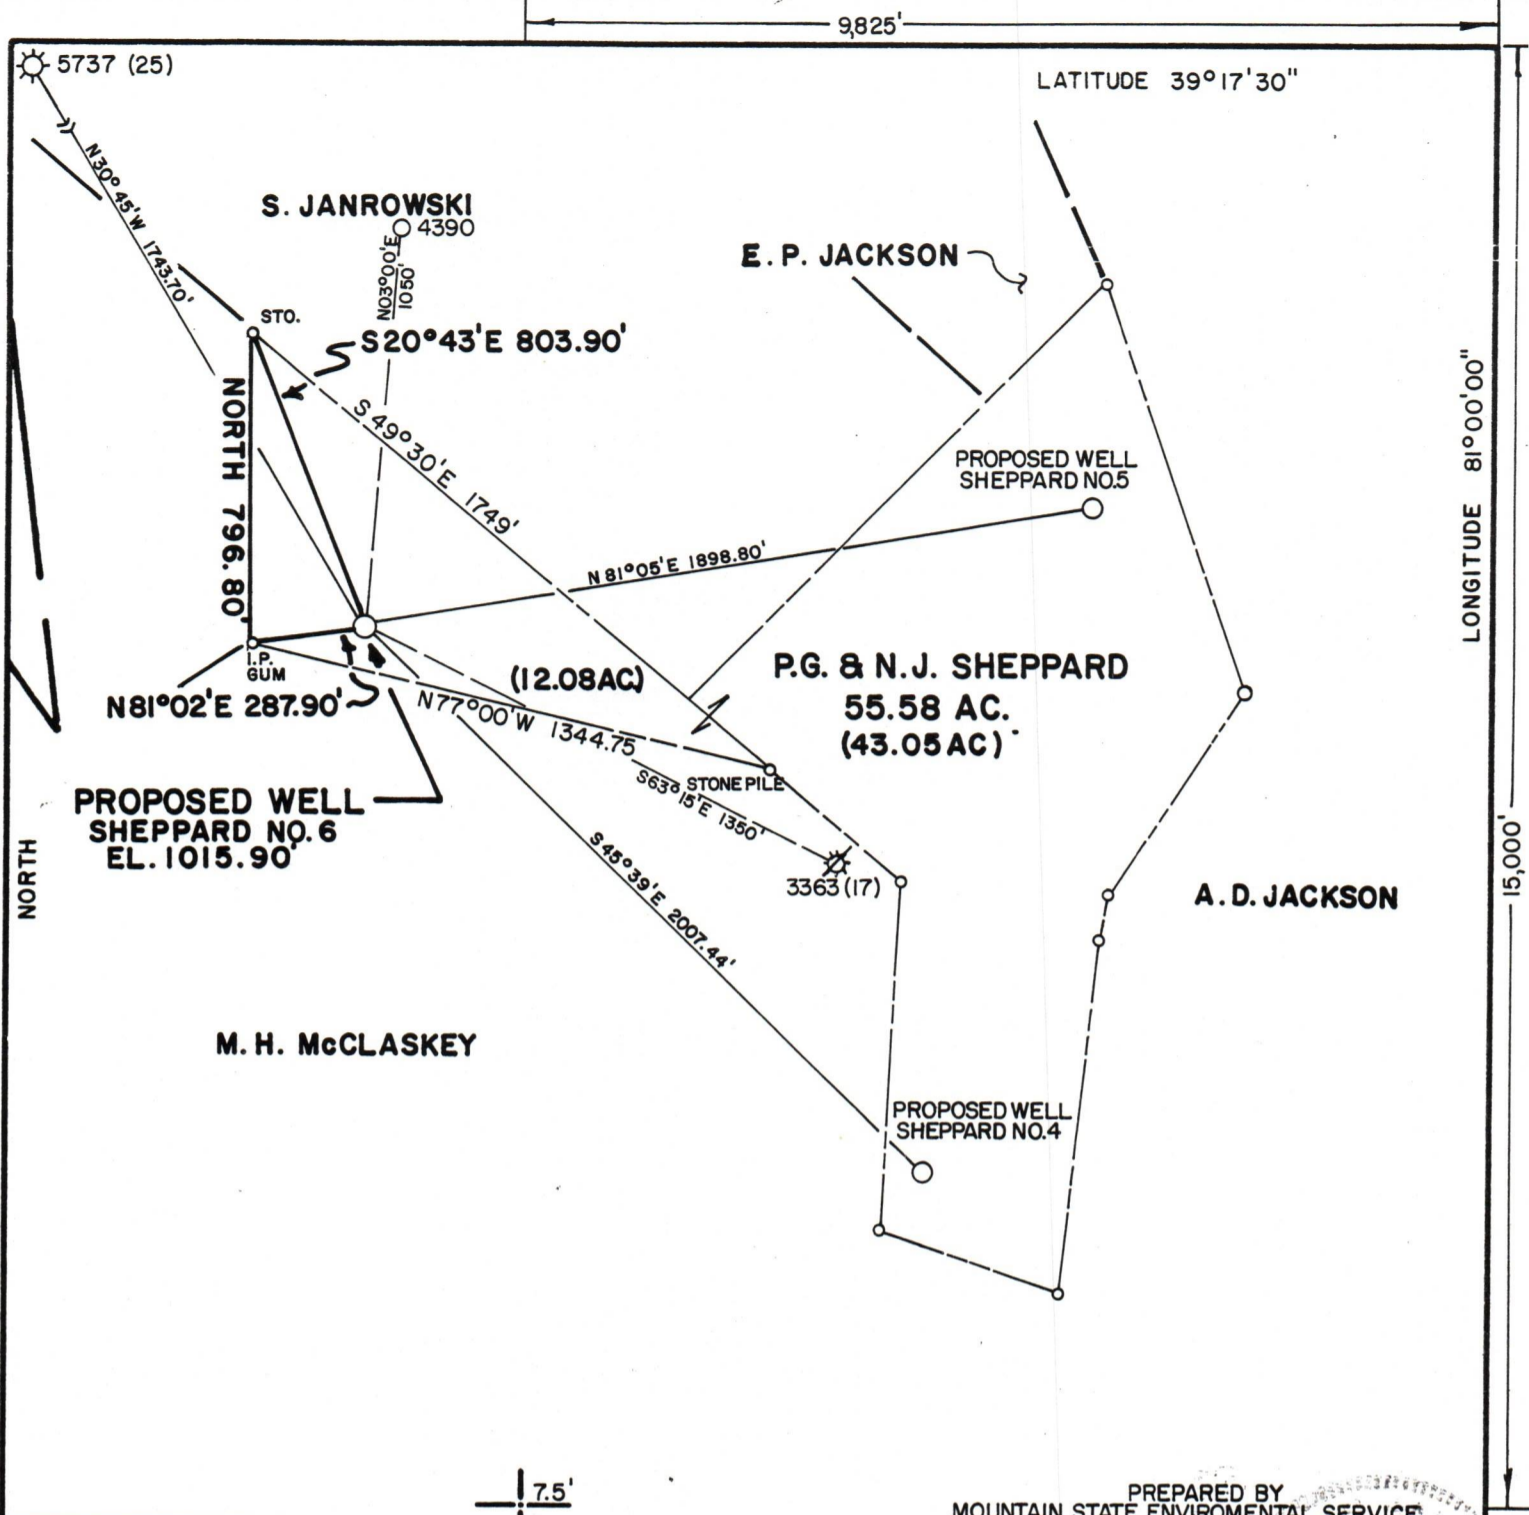 9,825'
5737 (25)
LATITUDE 39°17'30"
N30°45'W 1743.70'
S. JANROWSKI
4390
N03°00'E
1050'
E. P. JACKSON
STO.
S20°43'E 803.90'
NORTH 796.80'
S 49°30'E 1749'
LONGITUDE 81°00'00"
PROPOSED WELL
SHEPPARD NO.5
N 81°05'E 1898.80'
I.P.
GUM
(12.08AC)
P.G. & N.J. SHEPPARD
55.58 AC.
(43.05AC)
N81°02'E 287.90'
N77°00'W 1344.75
STONE PILE
S63°15'E 1350'
PROPOSED WELL
SHEPPARD NO. 6
EL. 1015.90'
NORTH
S45°39'E 2007.44'
3363 (17)
A. D. JACKSON
15,000'
M. H. McCLASKEY
PROPOSED WELL
SHEPPARD NO.4
7.5'
PREPARED BY
MOUNTAIN STATE ENVIROMENTAL SERVICE